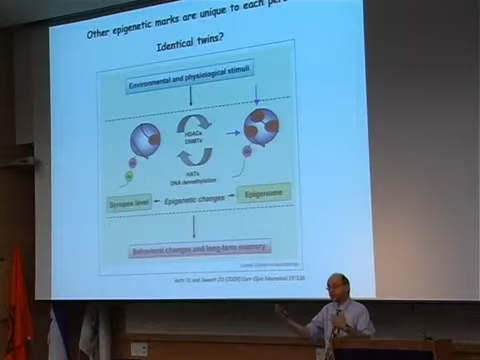 Other epigenetic marks are unique to each
Identical twins?
Environmental and physiological stimuli
HDACs
DNMTs
HATs
DNA demethylation
Synapse level
Epigenetic changes
Epigenome
Behavioral changes and long-term memory